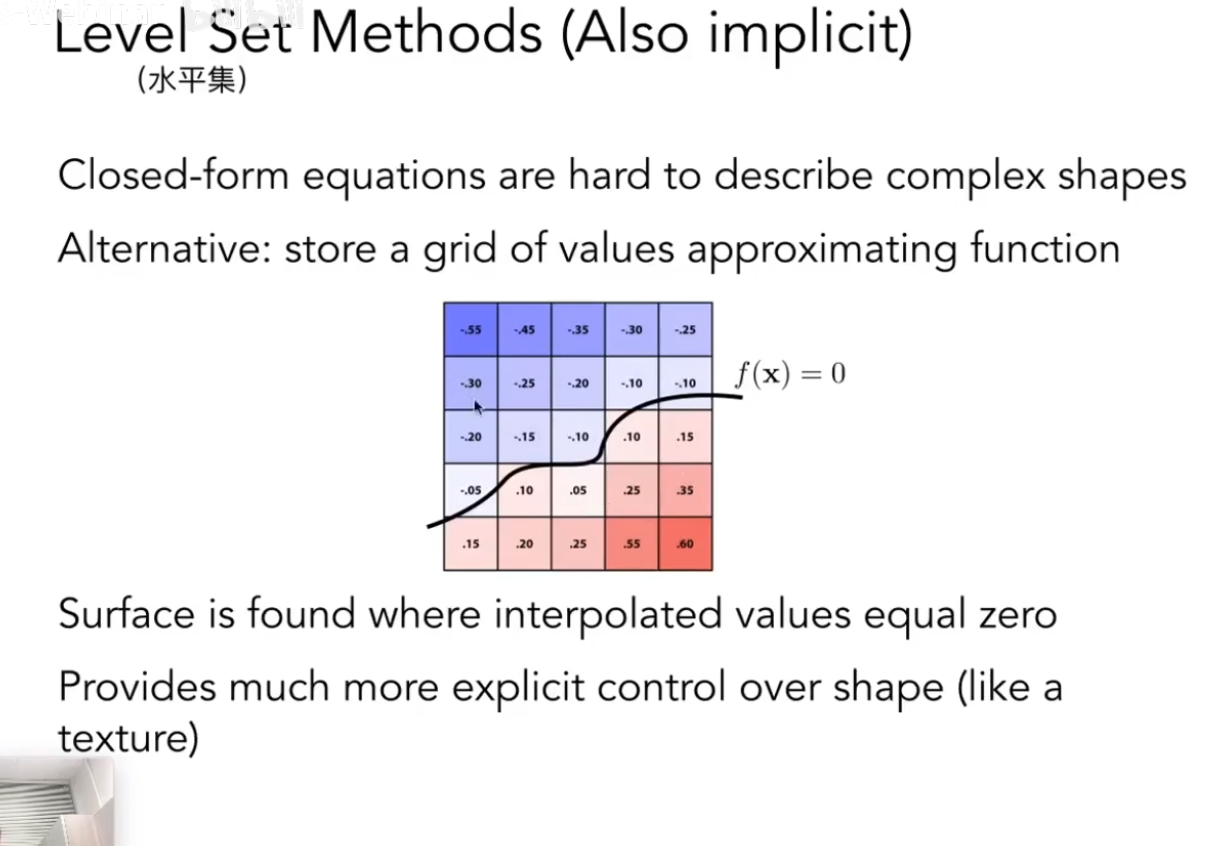 Level Set Methods (Also implicit)
(水平集)
Closed-form equations are hard to describe complex shapes
Alternative: store a grid of values approximating function
-.55 -.45 -.35 -.30 -.25
-.30 -.25 -.20 -.10 -.10
f(x) = 0
-.20 -.15 -.10 .10 .15
-.05 .10 .05 .25 .35
.15 .20 .25 .55 .60
Surface is found where interpolated values equal zero
Provides much more explicit control over shape (like a
texture)